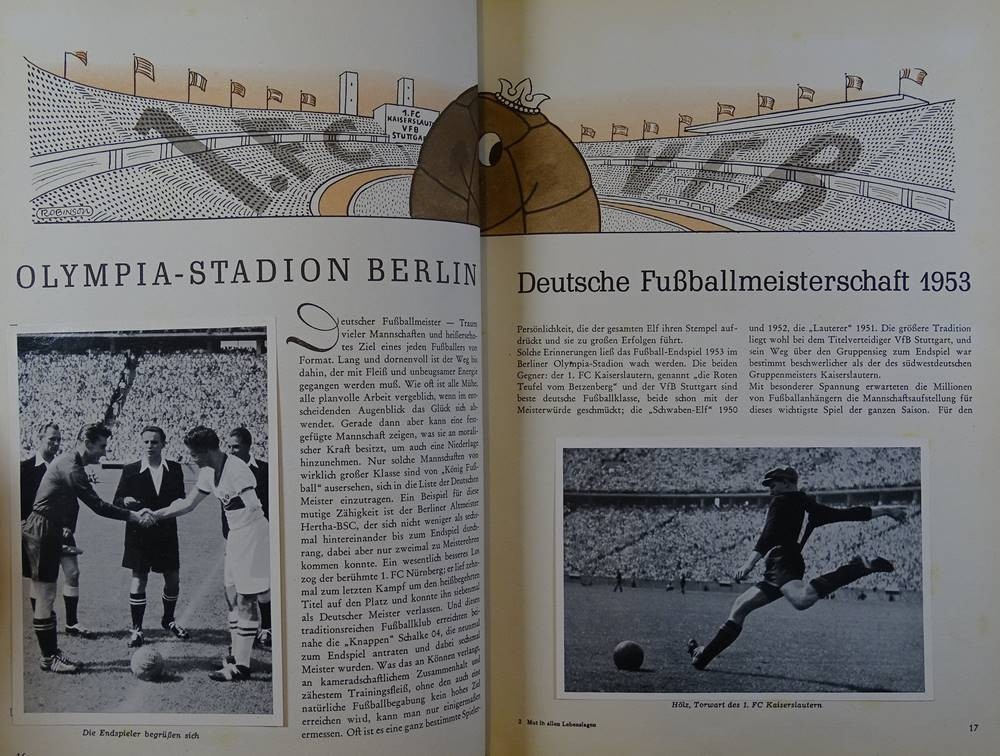 1.FC
1. FC
KAISERSLAUT
VFB
STUTTGA
VFB
ROBINSON
OLYMPIA-STADION BERLIN
Deutscher Fußballmeister — Traum
vieler Mannschaften und heißersehn-
tes Ziel eines jeden Fußballers von
Format. Lang und dornenvoll ist der Weg bis
dahin, der mit Fleiß und unbeugsamer Energie
gegangen werden muß. Wie oft ist alle Mühe,
alle planvolle Arbeit vergeblich, wenn im ent-
scheidenden Augenblick das Glück sich ab-
wendet. Gerade dann aber kann eine fest-
gefügte Mannschaft zeigen, was sie an morali-
scher Kraft besitzt, um auch eine Niederlage
hinzunehmen. Nur solche Mannschaften von
wirklich großer Klasse sind von „König Fuß-
ball“ ausersehen, sich in die Liste der Deutschen
Meister einzutragen. Ein Beispiel für diese
mutige Zähigkeit ist der Berliner Altmeister
Hertha-BSC, der sich nicht weniger als sechs-
mal hintereinander bis zum Endspiel durch-
rang, dabei aber nur zweimal zu Meisterehren
kommen konnte. Ein wesentlich besseres Los
zog der berühmte 1. FC Nürnberg; er lief zehn-
mal zum letzten Kampf um den heißbegehrten
Titel auf den Platz und konnte ihn siebenmal
als Deutscher Meister verlassen. Und diesen
traditionsreichen Fußballklub erreichten bei-
nahe die „Knappen“ Schalke 04, die neunmal
zum Endspiel antraten und dabei sechsmal
Meister wurden. Was das an Können verlangt,
an kameradschaftlichem Zusammenhalt und
zähestem Trainingsfleiß, ohne den auch eine
natürliche Fußballbegabung kein hohes Ziel
erreichen wird, kann man nur einigermaßen
ermessen. Oft ist es eine ganz bestimmte Spieler-
Die Endspieler begrüßen sich
Deutsche Fußballmeisterschaft 1953
Persönlichkeit, die der gesamten Elf ihren Stempel auf-
drückt und sie zu großen Erfolgen führt.
Solche Erinnerungen ließ das Fußball-Endspiel 1953 im
Berliner Olympia-Stadion wach werden. Die beiden
Gegner: der 1. FC Kaiserslautern, genannt „die Roten
Teufel vom Betzenberg“ und der VfB Stuttgart sind
beste deutsche Fußballklasse, beide schon mit der
Meisterwürde geschmückt; die „Schwaben-Elf“ 1950
und 1952, die „Lauterer“ 1951. Die größere Tradition
liegt wohl bei dem Titelverteidiger VfB Stuttgart, und
sein Weg über den Gruppensieg zum Endspiel war
bestimmt beschwerlicher als der des südwestdeutschen
Gruppenmeisters Kaiserslautern.
Mit besonderer Spannung erwarteten die Millionen
von Fußballanhängern die Mannschaftsaufstellung für
dieses wichtigste Spiel der ganzen Saison. Für den
Hölz, Torwart des 1. FC Kaiserslautern
2 Mut in allen Lebenslagen
17